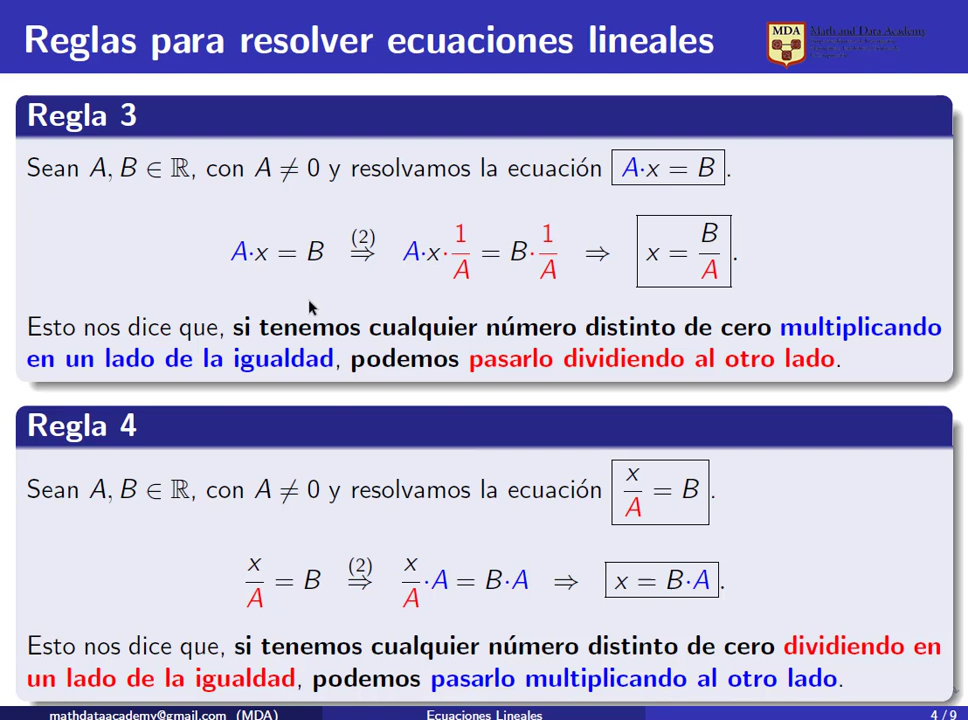 Reglas para resolver ecuaciones lineales
MDA Math and Data Academy
Regla 3
Sean A, B ∈ ℝ, con A ≠ 0 y resolvamos la ecuación A·x = B.
A·x = B (2)⇒ A·x·1/A = B·1/A ⇒ x = B/A.
Esto nos dice que, si tenemos cualquier número distinto de cero multiplicando
en un lado de la igualdad, podemos pasarlo dividiendo al otro lado.
Regla 4
Sean A, B ∈ ℝ, con A ≠ 0 y resolvamos la ecuación x/A = B.
x/A = B (2)⇒ x/A·A = B·A ⇒ x = B·A.
Esto nos dice que, si tenemos cualquier número distinto de cero dividiendo en
un lado de la igualdad, podemos pasarlo multiplicando al otro lado.
mathdataacademy@gmail.com (MDA) Ecuaciones Lineales 4 / 9